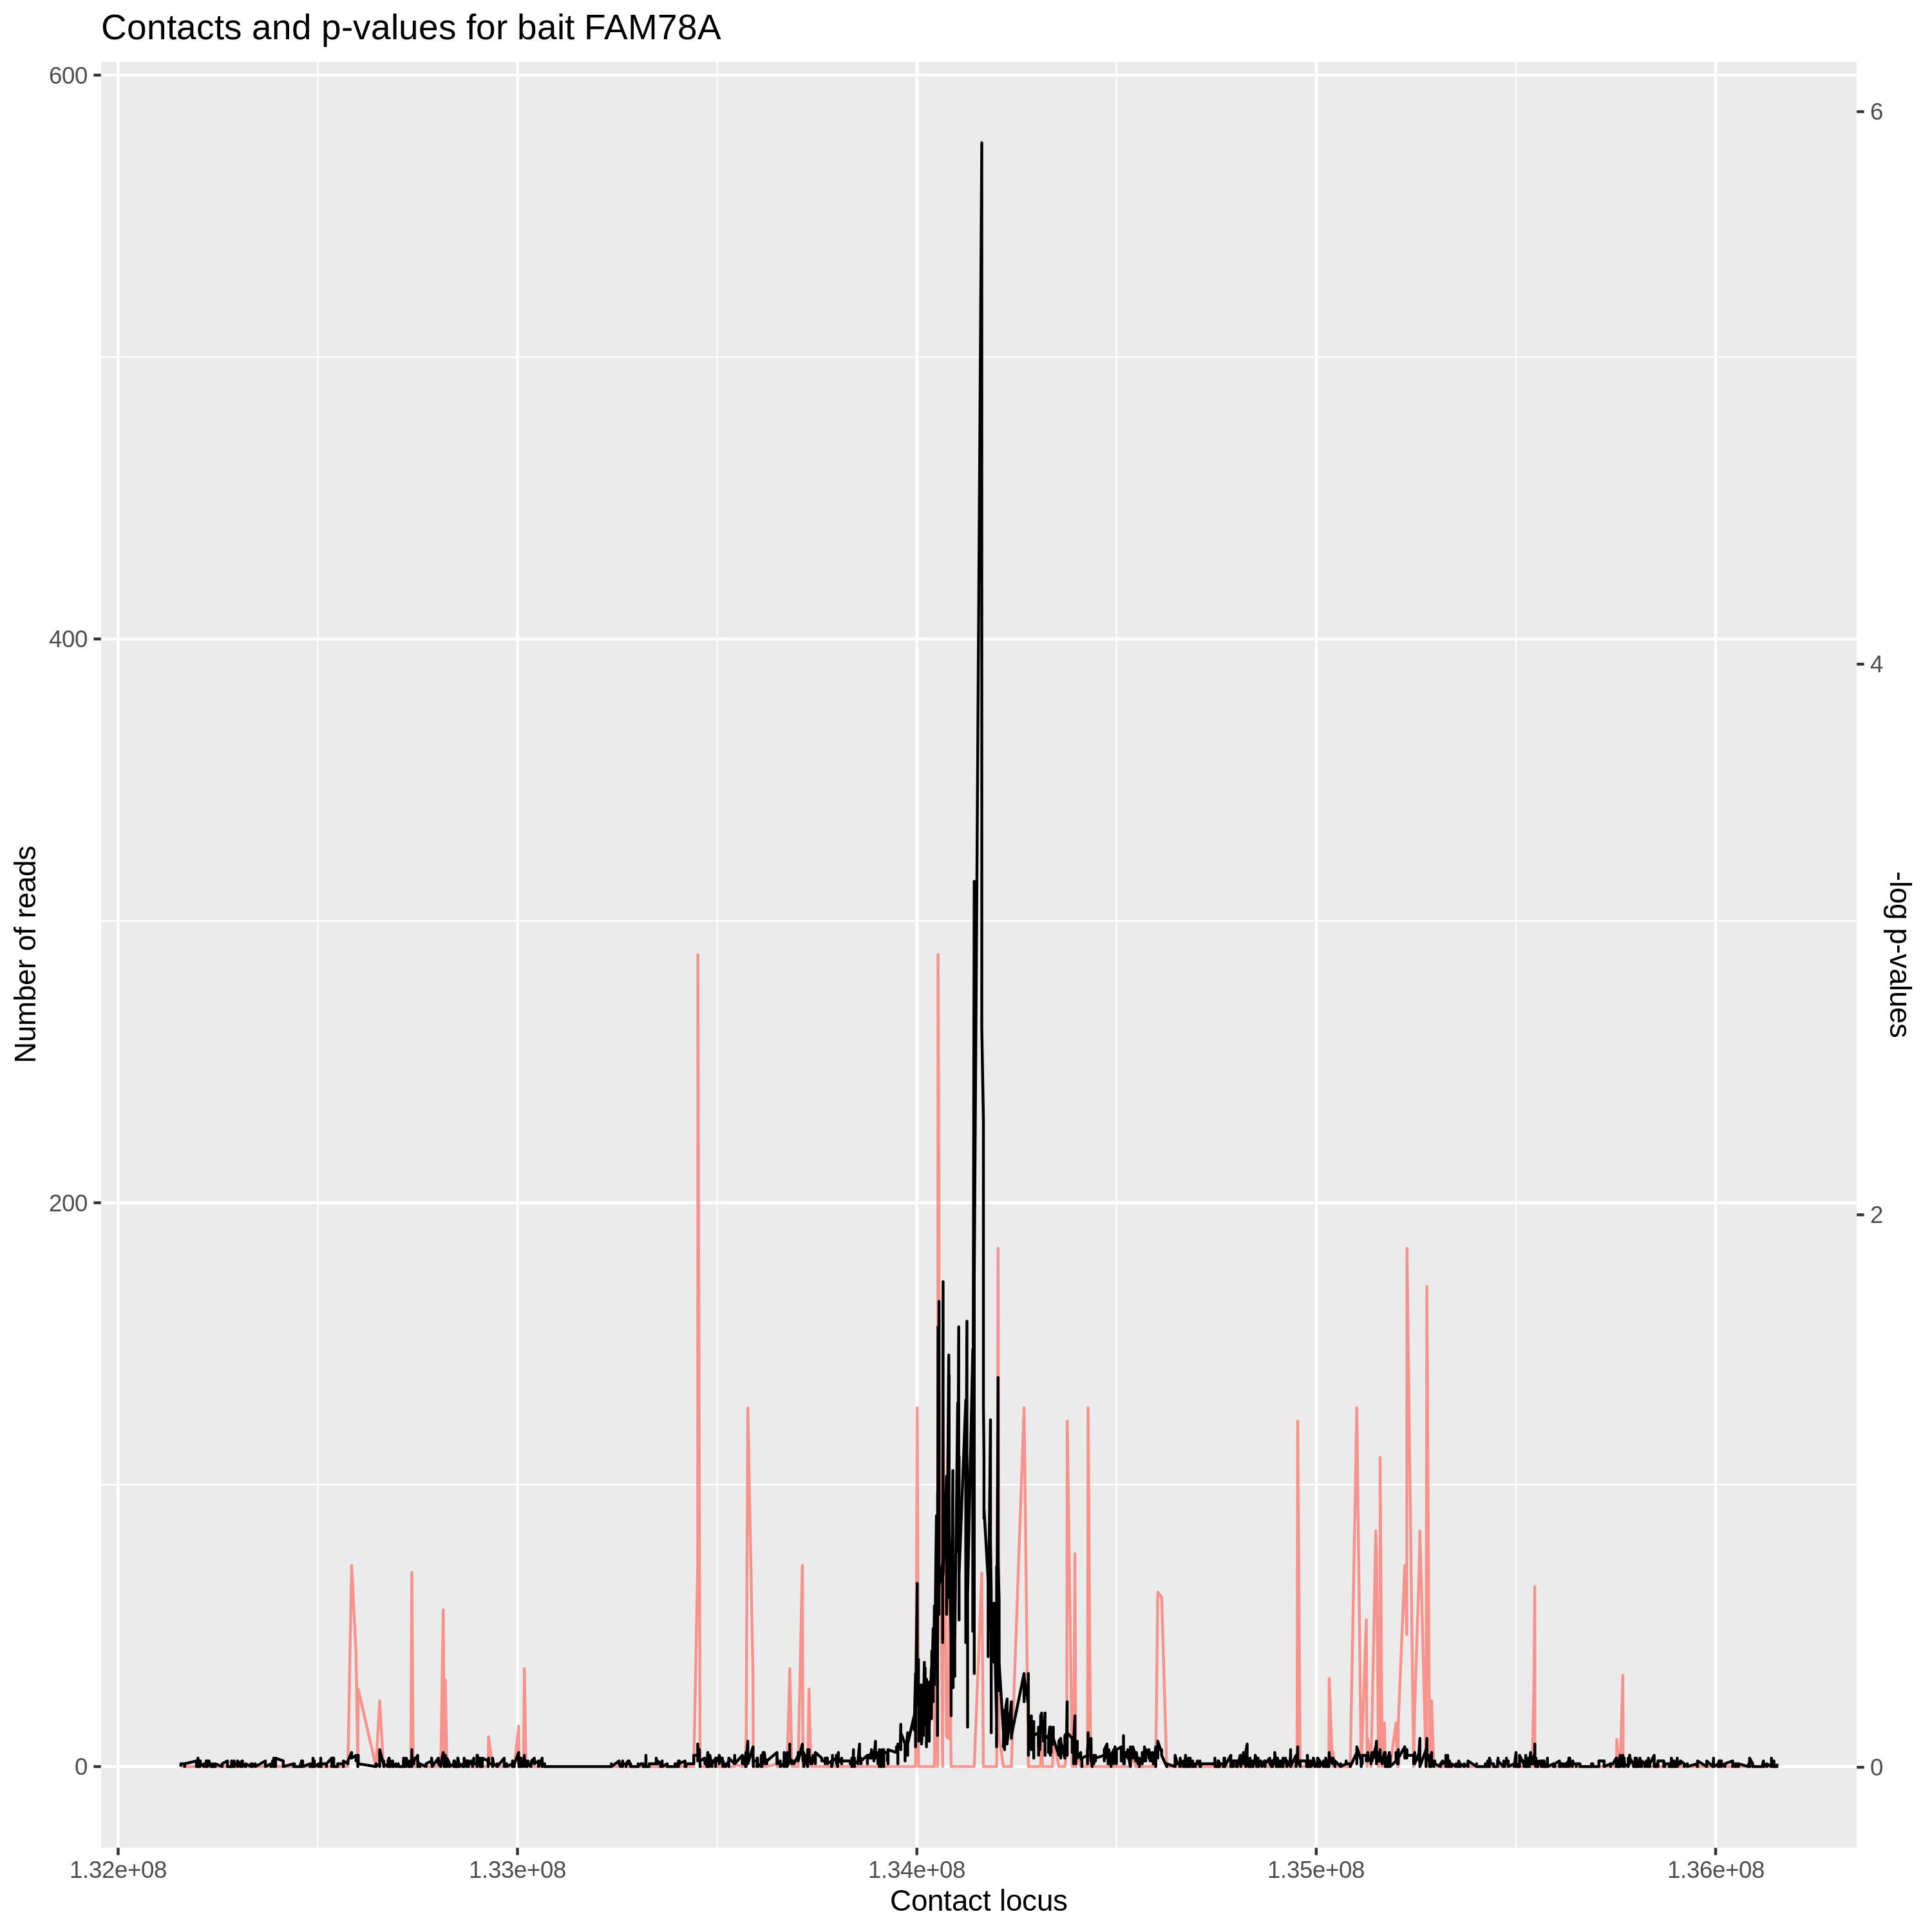 Contacts and p-values for bait FAM78A
600
400
200
0
Number of reads
6
4
2
0
-log p-values
1.32e+08
1.33e+08
1.34e+08
1.35e+08
1.36e+08
Contact locus